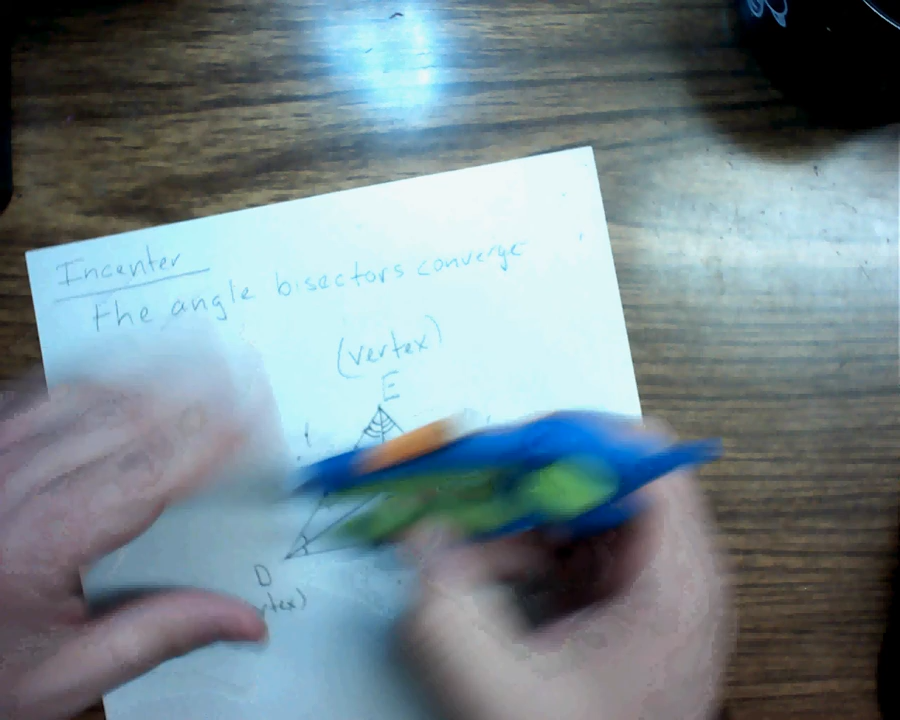 Incenter
the angle bisectors converge
(vertex)
E
D